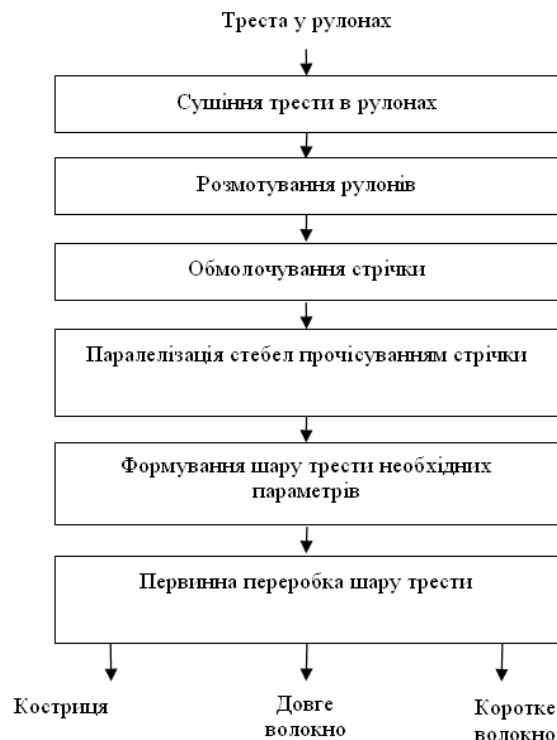 Треста у рулонах
Сушіння трести в рулонах
Розмотування рулонів
Обмолочування стрічки
Паралелізація стебел прочісуванням стрічки
Формування шару трести необхідних
параметрів
Первинна переробка шару трести
Костриця
Довге
волокно
Коротке
волокно